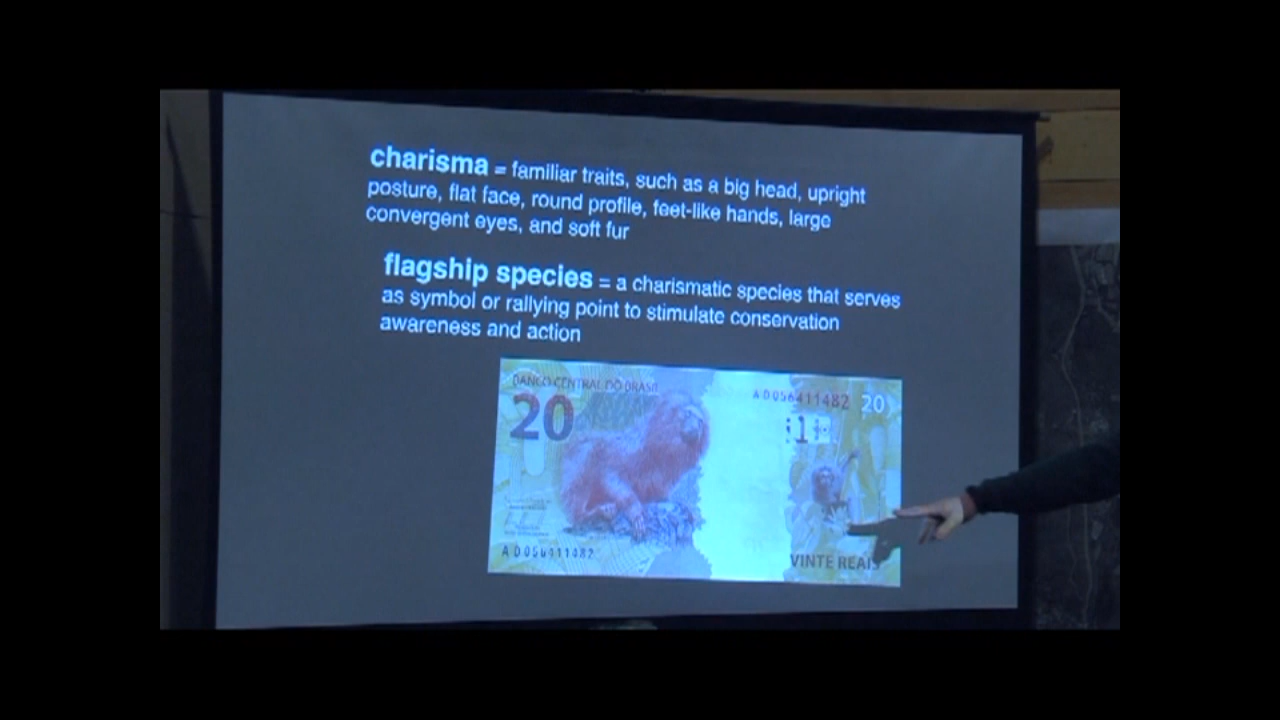 charisma = familiar traits, such as a big head, upright
posture, flat face, round profile, feet-like hands, large
convergent eyes, and soft fur
flagship species = a charismatic species that serves
as symbol or rallying point to stimulate conservation
awareness and action
BANCO CENTRAL DO BRASIL
20
AD056411482 20
AD056411482
VINTE REAIS